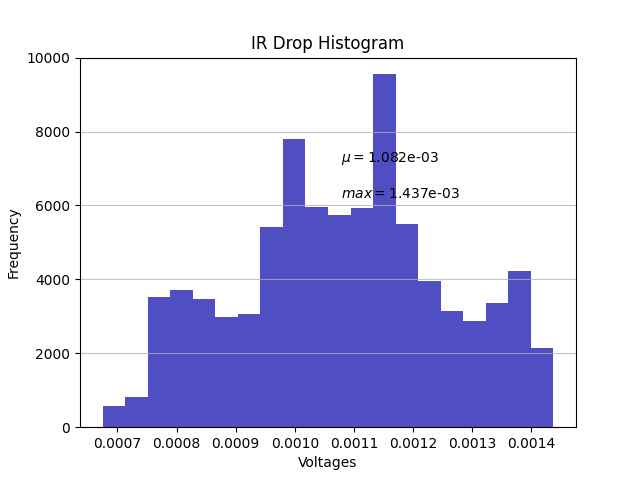 IR Drop Histogram
10000
8000
6000
4000
2000
0
Frequency
μ = 1.082e-03
max = 1.437e-03
0.0007 0.0008 0.0009 0.0010 0.0011 0.0012 0.0013 0.0014
Voltages